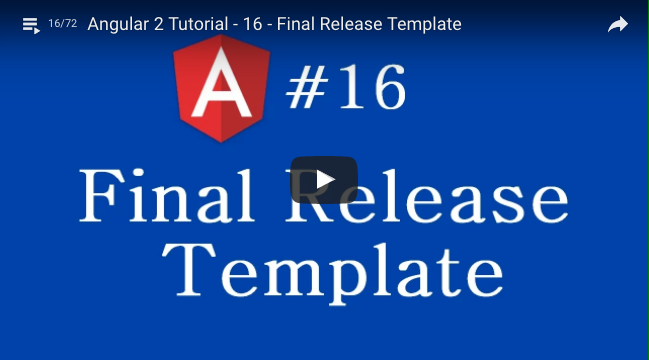 16/72 Angular 2 Tutorial - 16 - Final Release Template
A #16
Final Release
Template